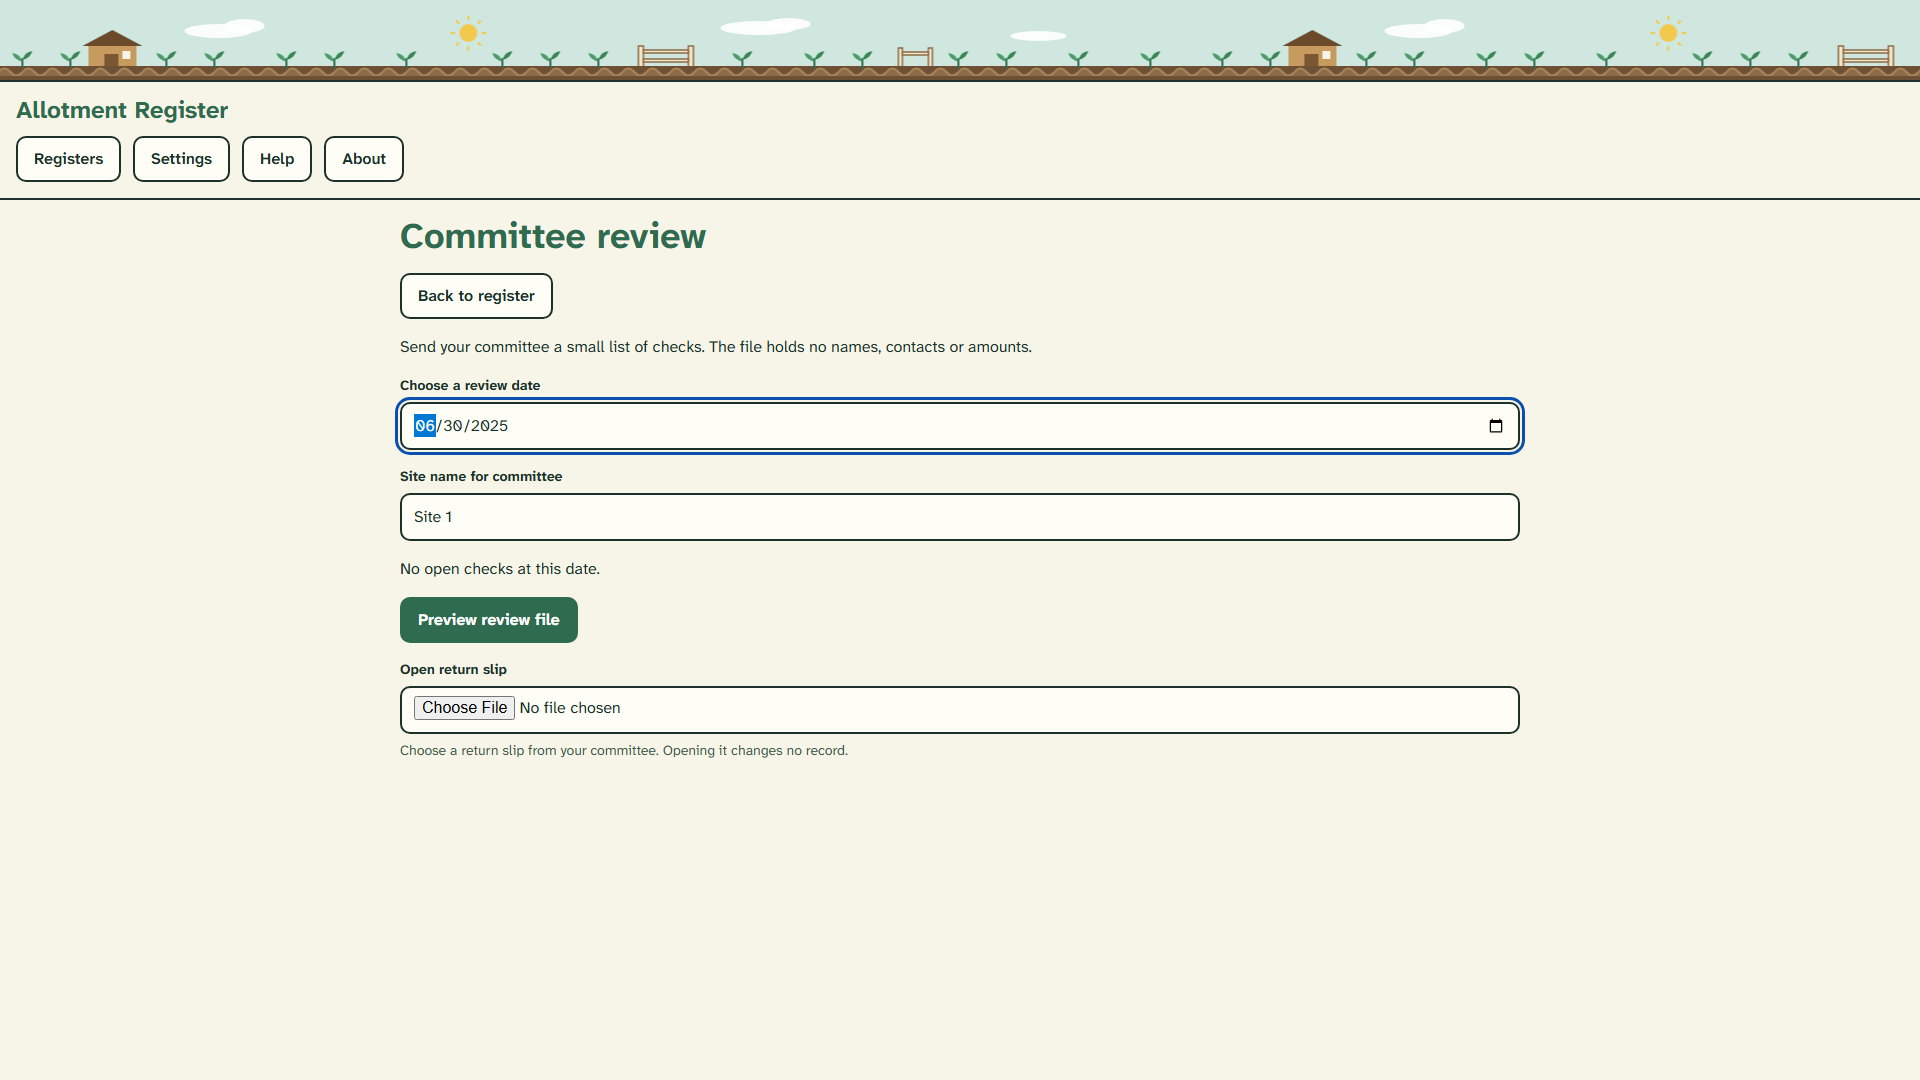 Allotment Register
Registers
Settings
Help
About
Committee review
Back to register
Send your committee a small list of checks. The file holds no names, contacts or amounts.
Choose a review date
06/30/2025
Site name for committee
Site 1
No open checks at this date.
Preview review file
Open return slip
Choose File No file chosen
Choose a return slip from your committee. Opening it changes no record.